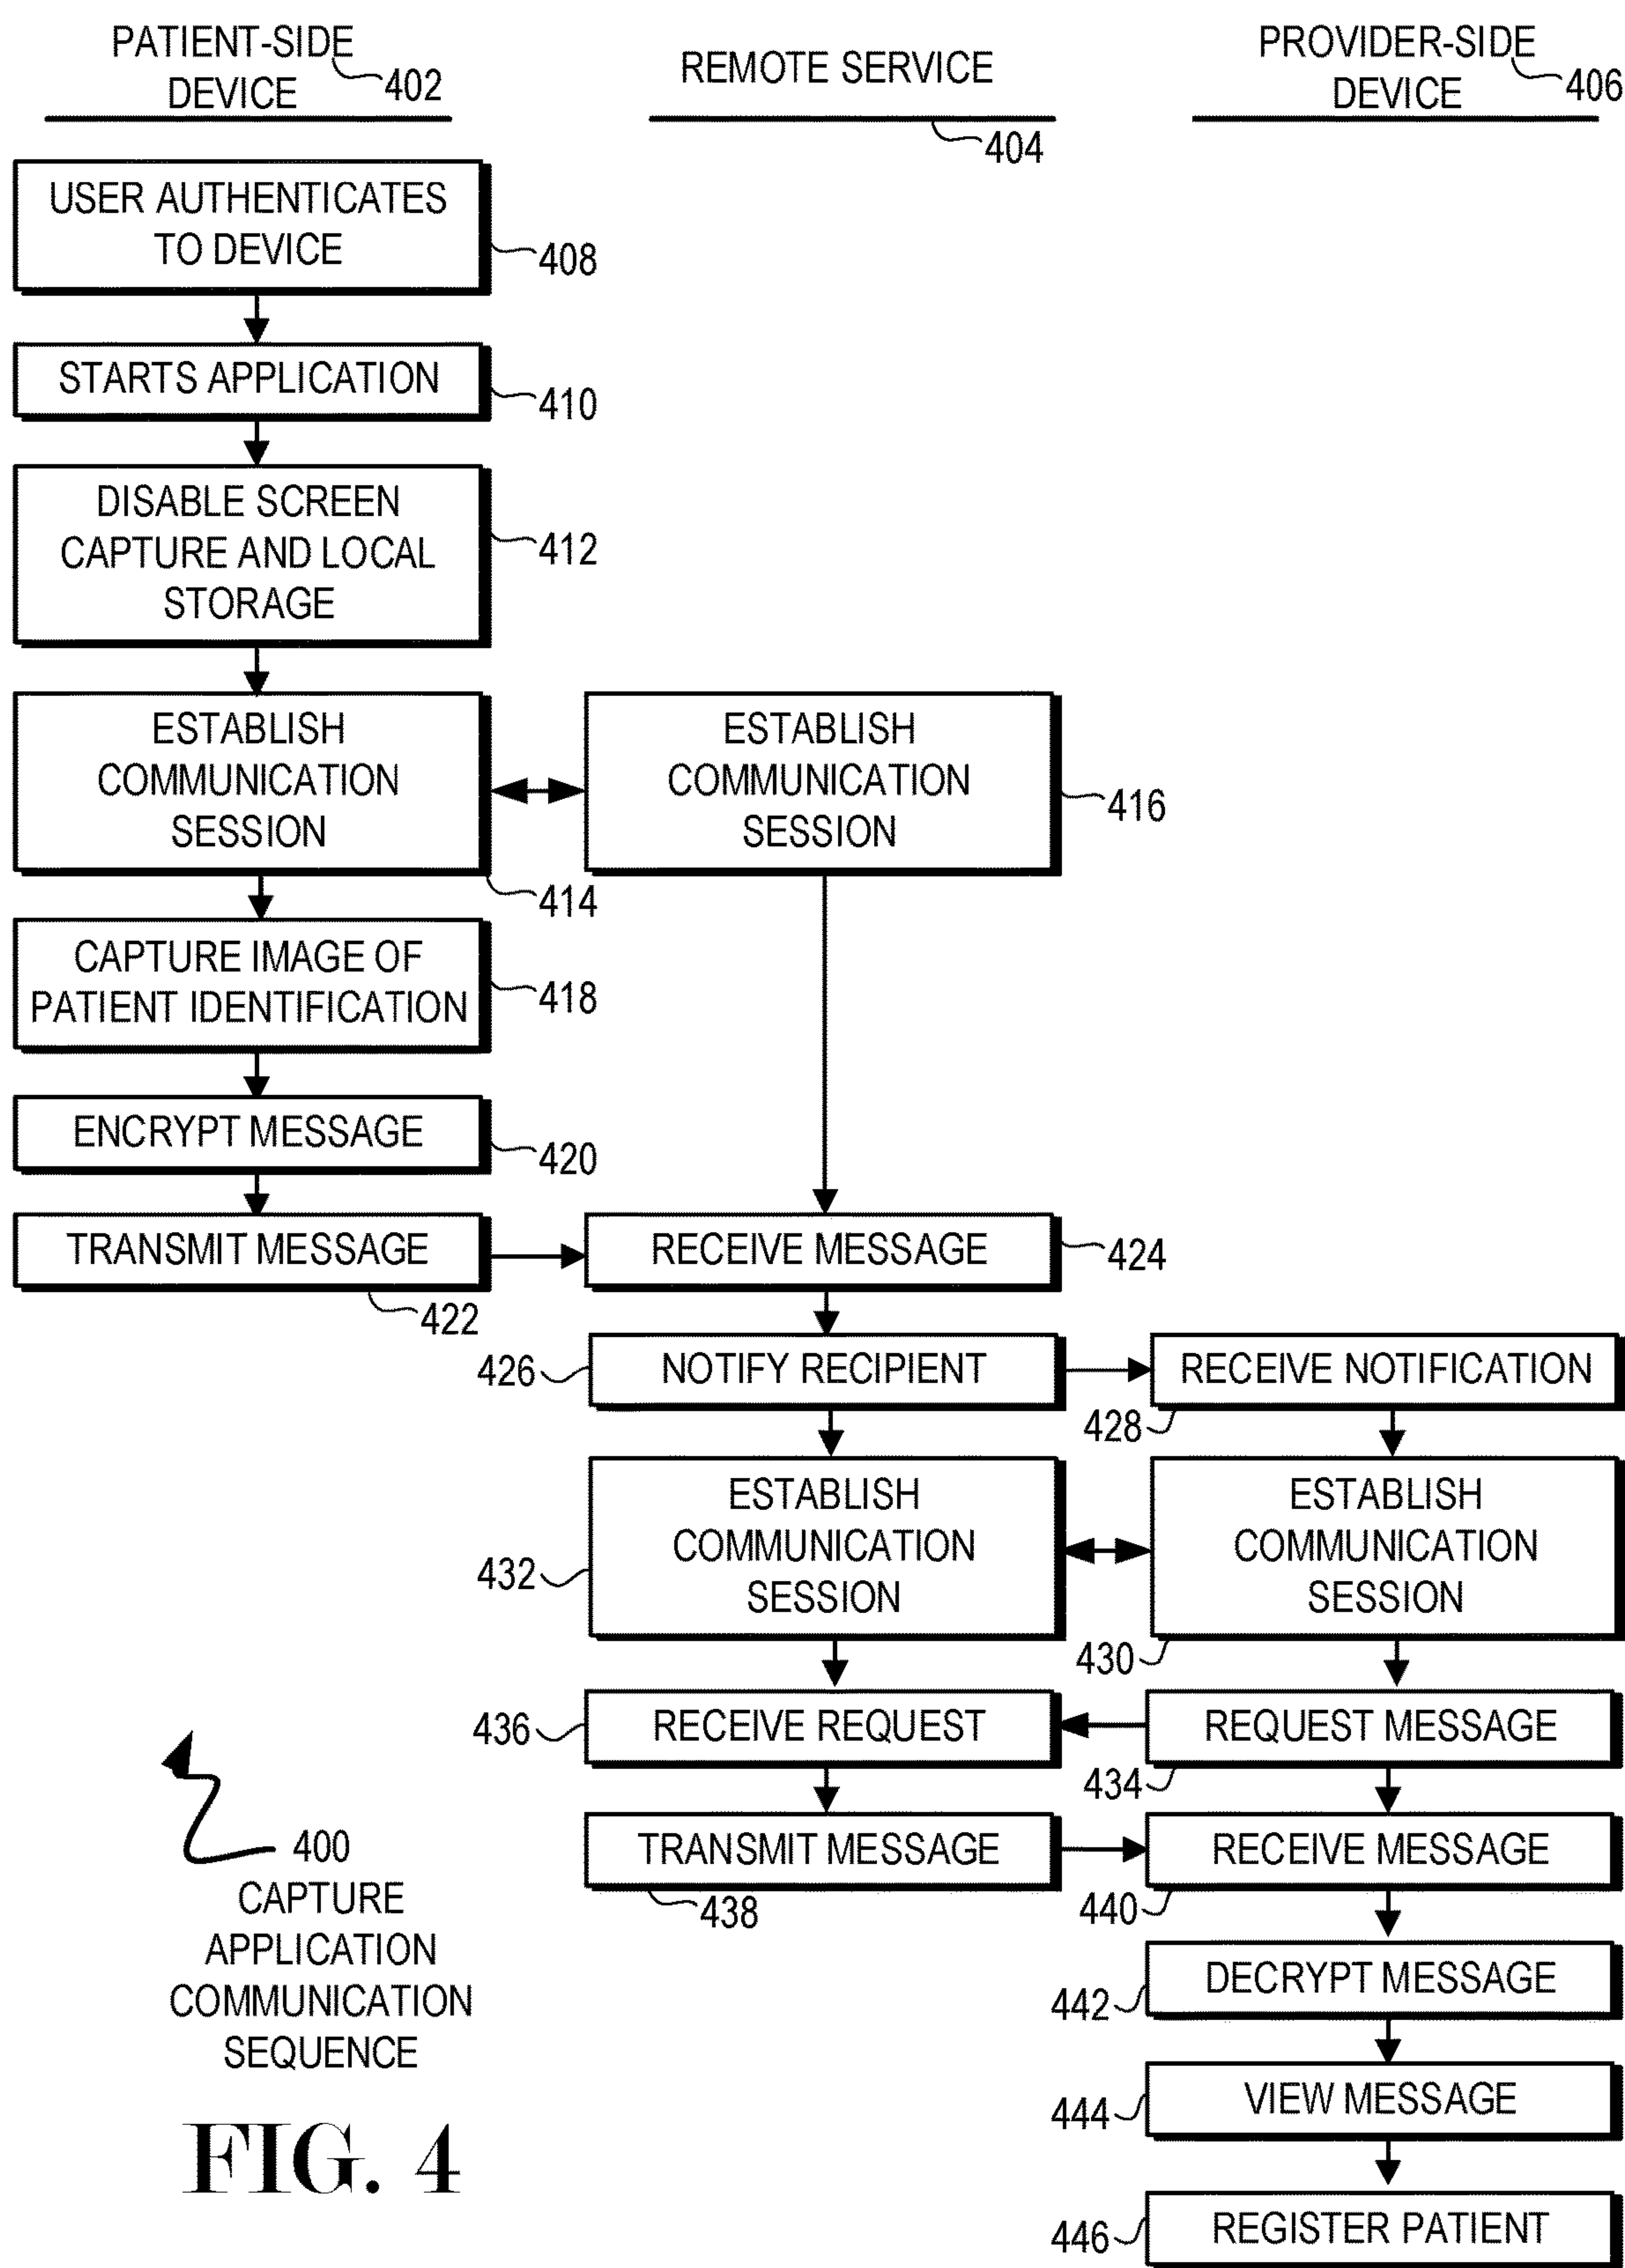 PATIENT-SIDE
DEVICE
402
REMOTE SERVICE
404
PROVIDER-SIDE
DEVICE
406
USER AUTHENTICATES
TO DEVICE
408
STARTS APPLICATION
410
DISABLE SCREEN
CAPTURE AND LOCAL
STORAGE
412
ESTABLISH
COMMUNICATION
SESSION
414
ESTABLISH
COMMUNICATION
SESSION
416
CAPTURE IMAGE OF
PATIENT IDENTIFICATION
418
ENCRYPT MESSAGE
420
TRANSMIT MESSAGE
422
RECEIVE MESSAGE
424
426
NOTIFY RECIPIENT
RECEIVE NOTIFICATION
428
432
ESTABLISH
COMMUNICATION
SESSION
ESTABLISH
COMMUNICATION
SESSION
430
436
RECEIVE REQUEST
REQUEST MESSAGE
434
TRANSMIT MESSAGE
438
RECEIVE MESSAGE
440
DECRYPT MESSAGE
442
VIEW MESSAGE
444
REGISTER PATIENT
446
400
CAPTURE
APPLICATION
COMMUNICATION
SEQUENCE
FIG. 4